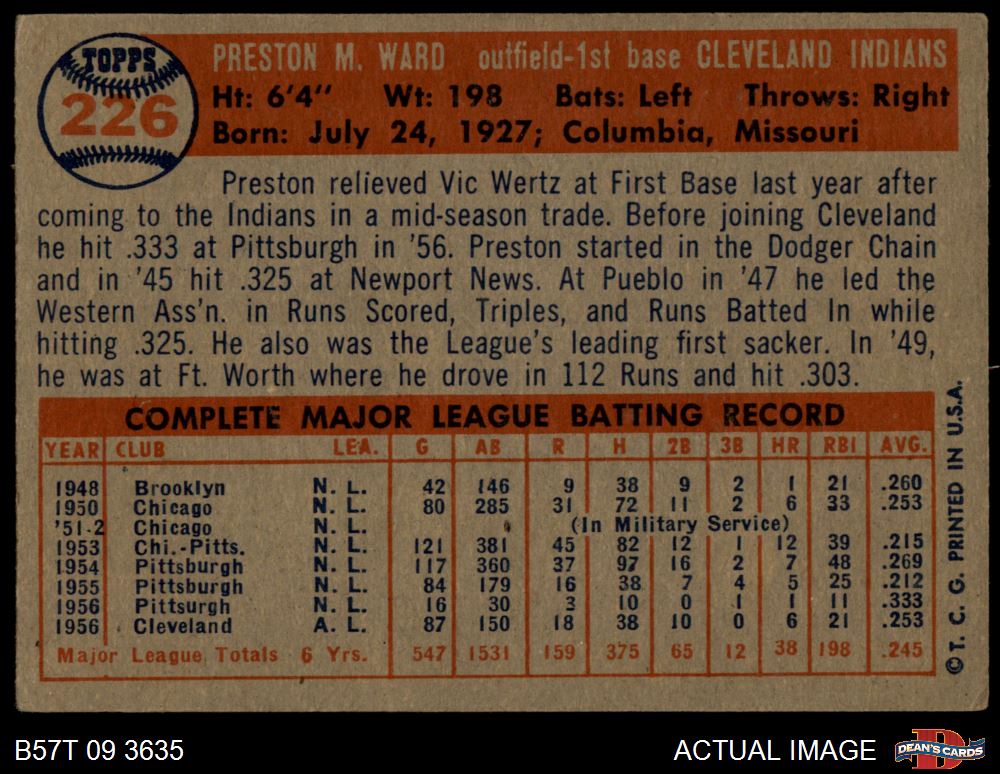 TOPPS
226
PRESTON M. WARD outfield-1st base CLEVELAND INDIANS
Ht: 6'4" Wt: 198 Bats: Left Throws: Right
Born: July 24, 1927; Columbia, Missouri
Preston relieved Vic Wertz at First Base last year after
coming to the Indians in a mid-season trade. Before joining Cleveland
he hit .333 at Pittsburgh in '56. Preston started in the Dodger Chain
and in '45 hit .325 at Newport News. At Pueblo in '47 he led the
Western Ass'n. in Runs Scored, Triples, and Runs Batted In while
hitting .325. He also was the League's leading first sacker. In '49,
he was at Ft. Worth where he drove in 112 Runs and hit .303.
COMPLETE MAJOR LEAGUE BATTING RECORD
YEAR CLUB LEA. G AB R H 2B 3B HR RBI AVG.
1948 Brooklyn N. L. 42 146 9 38 9 2 1 21 .260
1950 Chicago N. L. 80 285 31 72 11 2 6 33 .253
'51-2 Chicago N. L. (In Military Service)
1953 Chi.-Pitts. N. L. 121 381 45 82 12 1 12 39 .215
1954 Pittsburgh N. L. 117 360 37 97 16 2 7 48 .269
1955 Pittsburgh N. L. 84 179 16 38 7 4 5 25 .212
1956 Pittsurgh N. L. 16 30 3 10 0 1 1 11 .333
1956 Cleveland A. L. 87 150 18 38 10 0 6 21 .253
Major League Totals 6 Yrs. 547 1531 159 375 65 12 38 198 .245
© T. C. G. PRINTED IN U.S.A.
B57T 09 3635
ACTUAL IMAGE
DEAN'S CARDS